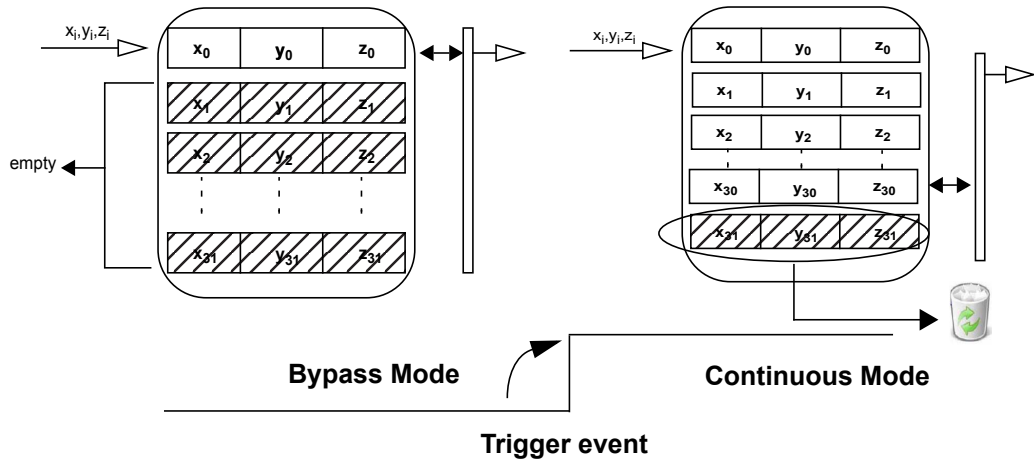 xi,yi,zi
x0 y0 z0
x1 y1 z1
x2 y2 z2
x31 y31 z31
empty
xi,yi,zi
x0 y0 z0
x1 y1 z1
x2 y2 z2
x30 y30 z30
x31 y31 z31
Bypass Mode
Continuous Mode
Trigger event